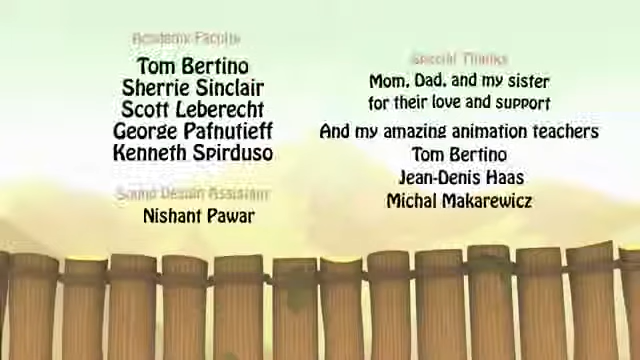 Academic Faculty
Tom Bertino
Sherrie Sinclair
Scott Leberecht
George Pafnutieff
Kenneth Spirduso
Sound Design Assistant
Nishant Pawar
Special Thanks
Mom, Dad, and my sister
for their love and support
And my amazing animation teachers
Tom Bertino
Jean-Denis Haas
Michal Makarewicz